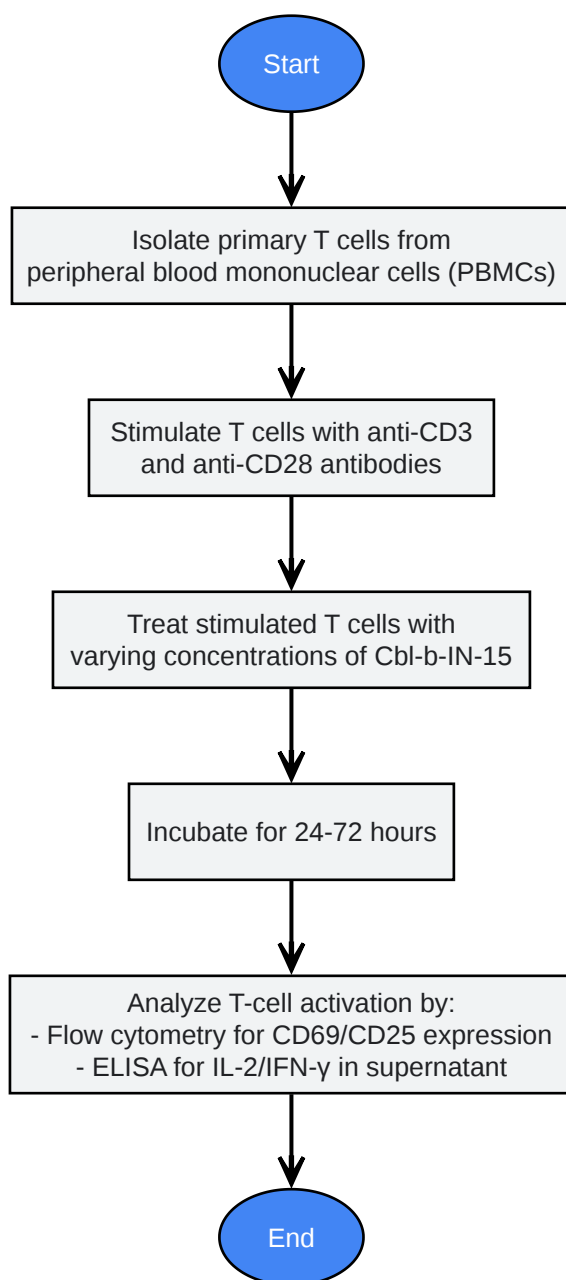 Start
Isolate primary T cells from
peripheral blood mononuclear cells (PBMCs)
Stimulate T cells with anti-CD3
and anti-CD28 antibodies
Treat stimulated T cells with
varying concentrations of Cbl-b-IN-15
Incubate for 24-72 hours
Analyze T-cell activation by:
- Flow cytometry for CD69/CD25 expression
- ELISA for IL-2/IFN-γ in supernatant
End